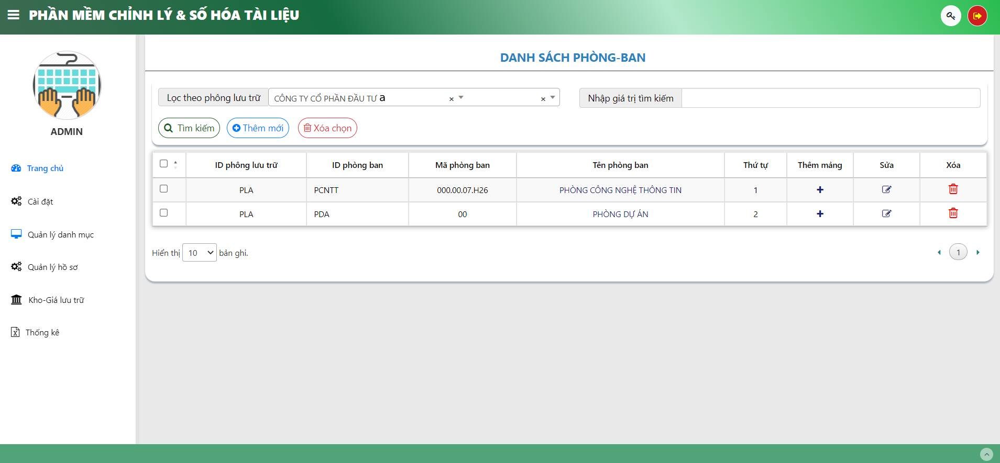 PHẦN MỀM CHỈNH LÝ & SỐ HÓA TÀI LIỆU
ADMIN
Trang chủ
Cài đặt
Quản lý danh mục
Quản lý hồ sơ
Kho-Giá lưu trữ
Thống kê
DANH SÁCH PHÒNG-BAN
Lọc theo phông lưu trữ CÔNG TY CỔ PHẦN ĐẦU TƯ a × × Nhập giá trị tìm kiếm
Tìm kiếm Thêm mới Xóa chọn
ID phông lưu trữ ID phòng ban Mã phòng ban Tên phòng ban Thứ tự Thêm mảng Sửa Xóa
PLA PCNTT 000.00.07.H26 PHÒNG CÔNG NGHỆ THÔNG TIN 1
PLA PDA 00 PHÒNG DỰ ÁN 2
Hiển thị 10 bản ghi. 1